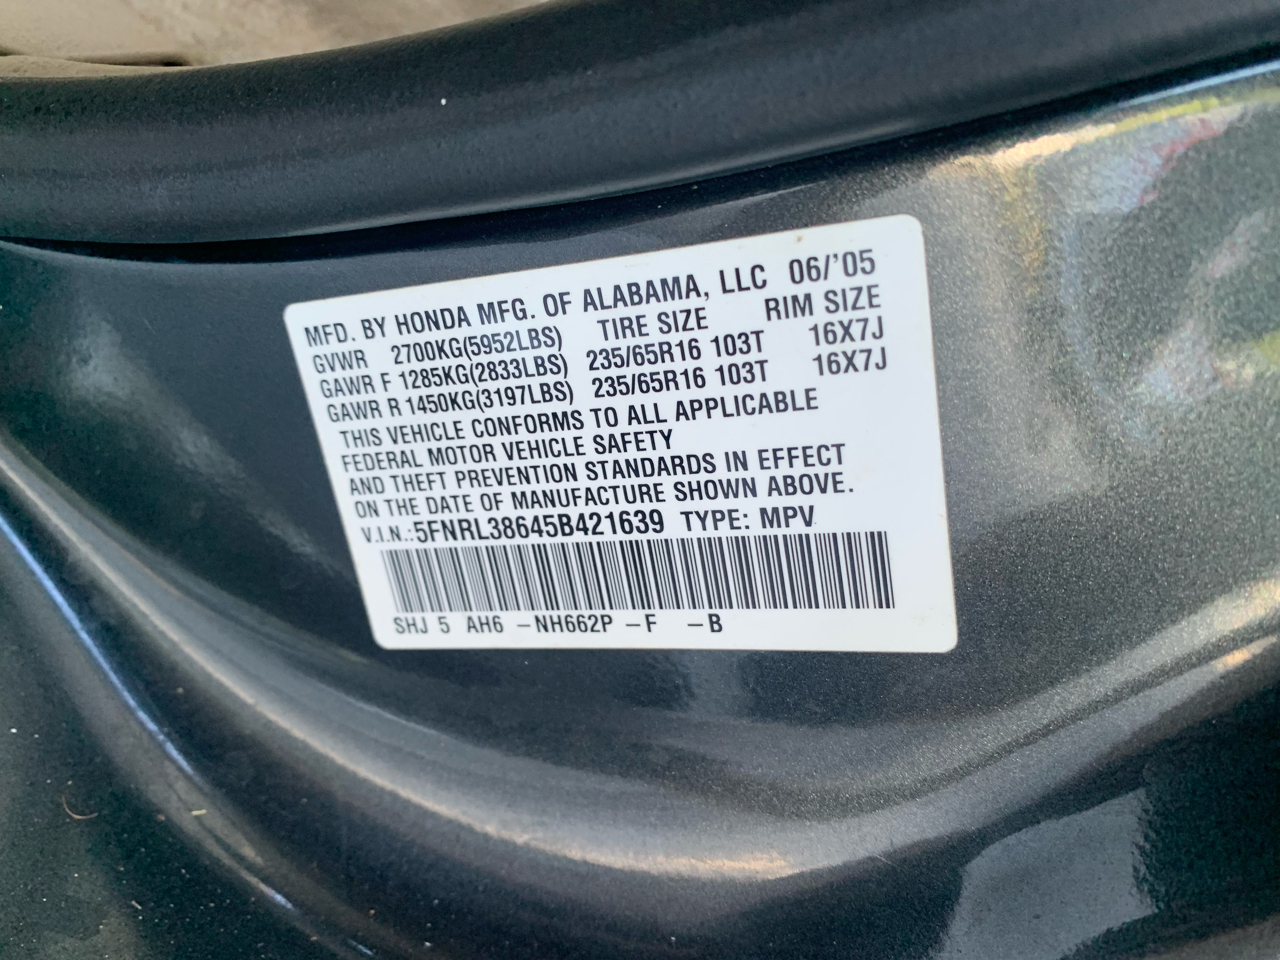 MFD. BY HONDA MFG. OF ALABAMA, LLC 06/'05
GVWR 2700KG(5952LBS) TIRE SIZE RIM SIZE
GAWR F 1285KG(2833LBS) 235/65R16 103T 16X7J
GAWR R 1450KG(3197LBS) 235/65R16 103T 16X7J
THIS VEHICLE CONFORMS TO ALL APPLICABLE
FEDERAL MOTOR VEHICLE SAFETY
AND THEFT PREVENTION STANDARDS IN EFFECT
ON THE DATE OF MANUFACTURE SHOWN ABOVE.
V.I.N.:5FNRL38645B421639 TYPE: MPV
SHJ 5 AH6 -NH662P -F -B